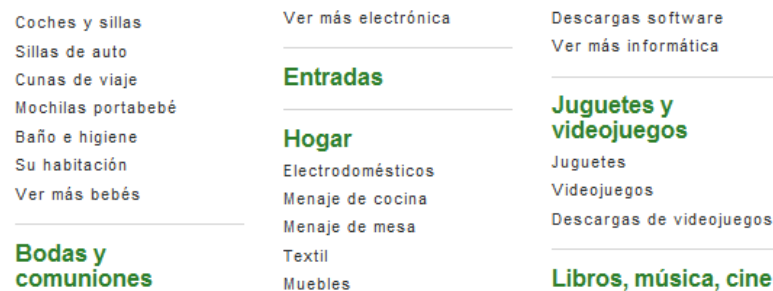 Coches y sillas
Sillas de auto
Cunas de viaje
Mochilas portabebé
Baño e higiene
Su habitación
Ver más bebés
Bodas y
comuniones
Ver más electrónica
Entradas
Hogar
Electrodomésticos
Menaje de cocina
Menaje de mesa
Textil
Muebles
Descargas software
Ver más informática
Juguetes y
videojuegos
Juguetes
Videojuegos
Descargas de videojuegos
Libros, música, cine